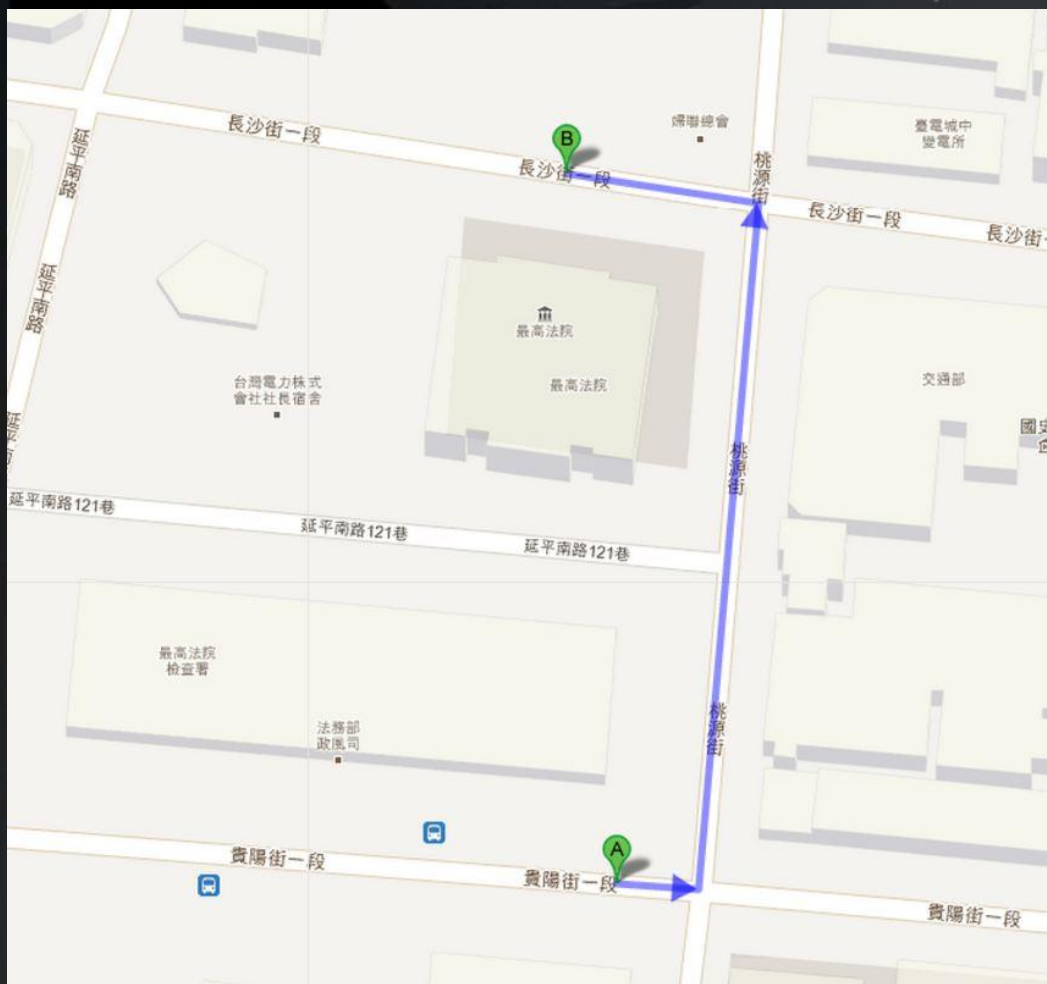 長沙街一段
婦聯總會
臺電城中
變電所
B
桃源街
延平南路
長沙街一段
長沙街一段
長沙街
延平南路
最高法院
最高法院
交通部
台灣電力株式
會社社長宿舍
桃源街
延平南路121巷
延平南路121巷
延平南路121巷
最高法院
檢查署
法務部
政風司
桃源街
A
貴陽街一段
貴陽街一段
貴陽街一段